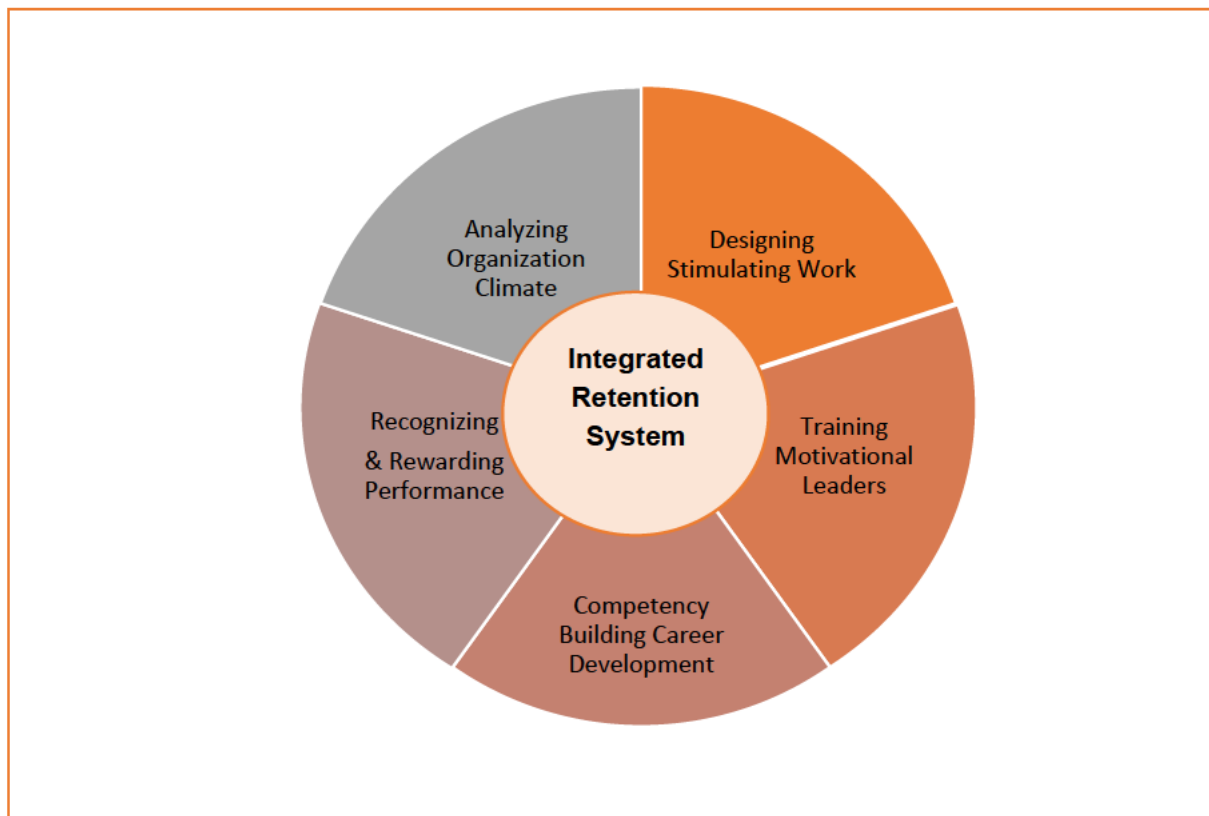 Analyzing
Organization
Climate
Designing
Stimulating Work
Integrated
Retention
System
Recognizing
& Rewarding
Performance
Training
Motivational
Leaders
Competency
Building Career
Development